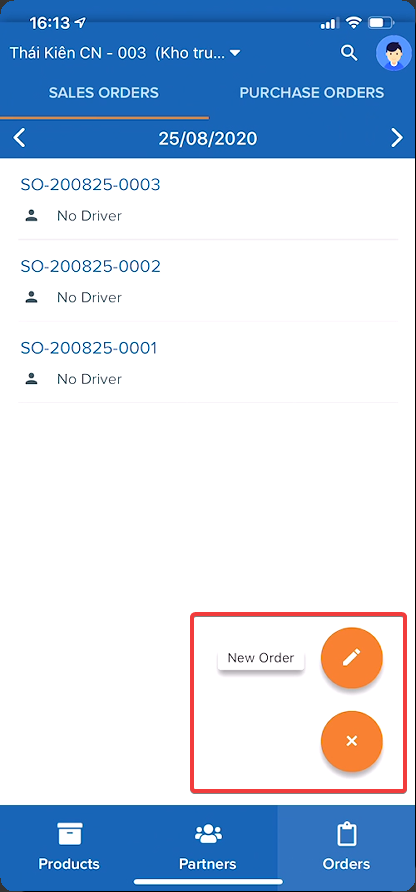 16:13
Thái Kiên CN - 003 (Kho tru...
SALES ORDERS
PURCHASE ORDERS
25/08/2020
SO-200825-0003
No Driver
SO-200825-0002
No Driver
SO-200825-0001
No Driver
New Order
Products
Partners
Orders